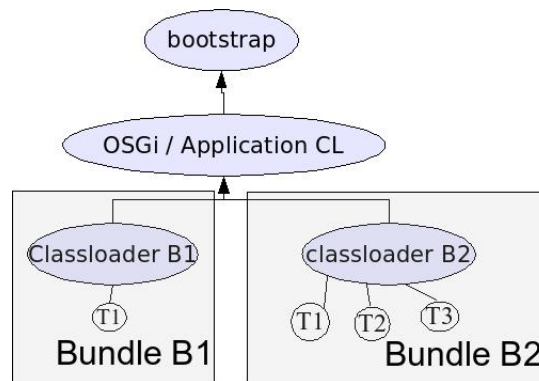 bootstrap
OSGi / Application CL
Classloader B1
classloader B2
T1
T1
T2
T3
Bundle B1
Bundle B2